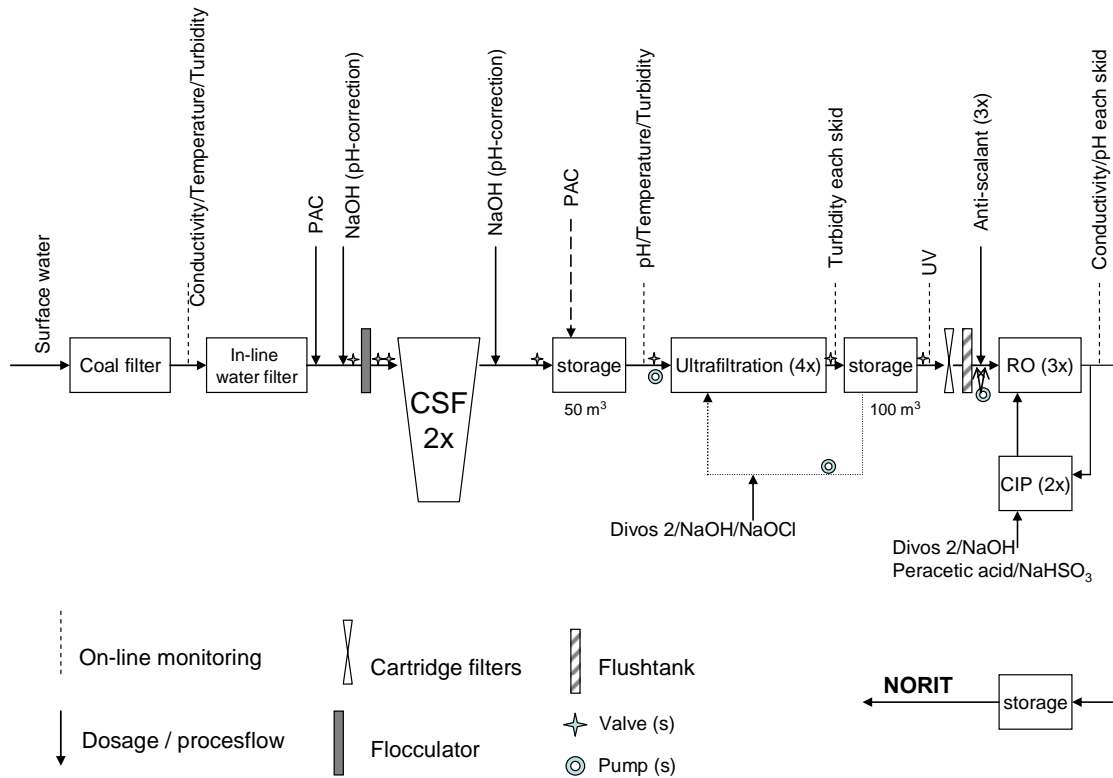 Surface water
Coal filter
Conductivity/Temperature/Turbidity
In-line
water filter
PAC
NaOH (pH-correction)
CSF
2x
NaOH (pH-correction)
PAC
storage
50 m³
pH/Temperature/Turbidity
Ultrafiltration (4x)
Turbidity each skid
storage
100 m³
UV
Anti-scalant (3x)
RO (3x)
Conductivity/pH each skid
CIP (2x)
Divos 2/NaOH/NaOCl
Divos 2/NaOH
Peracetic acid/NaHSO₃
On-line monitoring
Cartridge filters
Flushtank
NORIT
storage
Dosage / procesflow
Flocculator
Valve (s)
Pump (s)